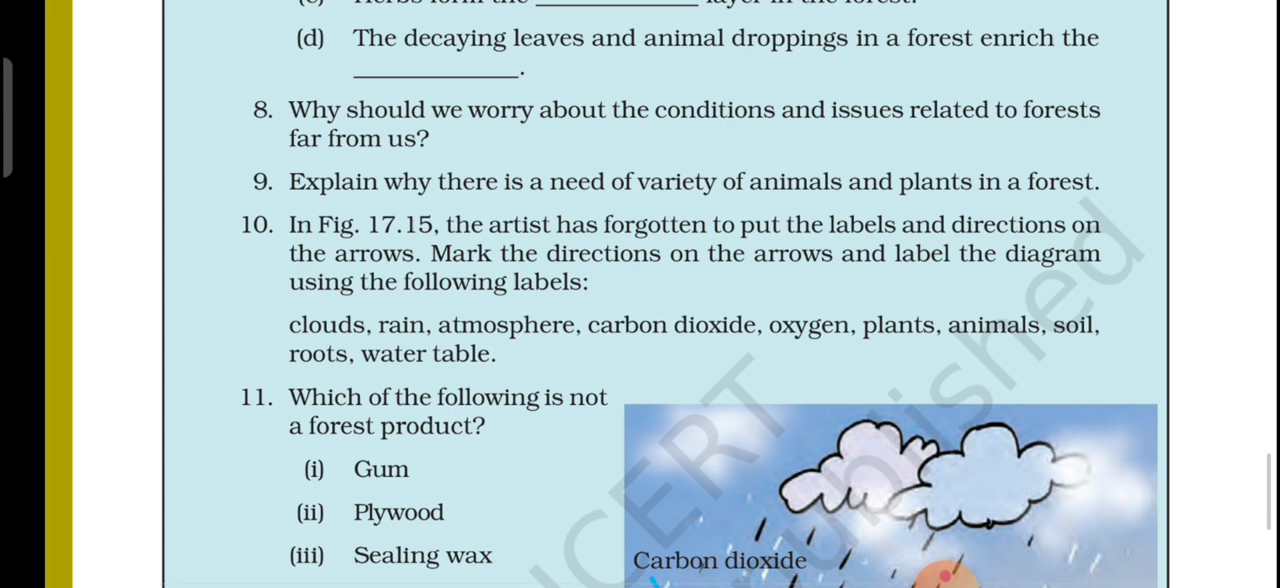 (d) The decaying leaves and animal droppings in a forest enrich the
____________.
8. Why should we worry about the conditions and issues related to forests
far from us?
9. Explain why there is a need of variety of animals and plants in a forest.
10. In Fig. 17.15, the artist has forgotten to put the labels and directions on
the arrows. Mark the directions on the arrows and label the diagram
using the following labels:
clouds, rain, atmosphere, carbon dioxide, oxygen, plants, animals, soil,
roots, water table.
11. Which of the following is not
a forest product?
(i) Gum
(ii) Plywood
(iii) Sealing wax
Carbon dioxide